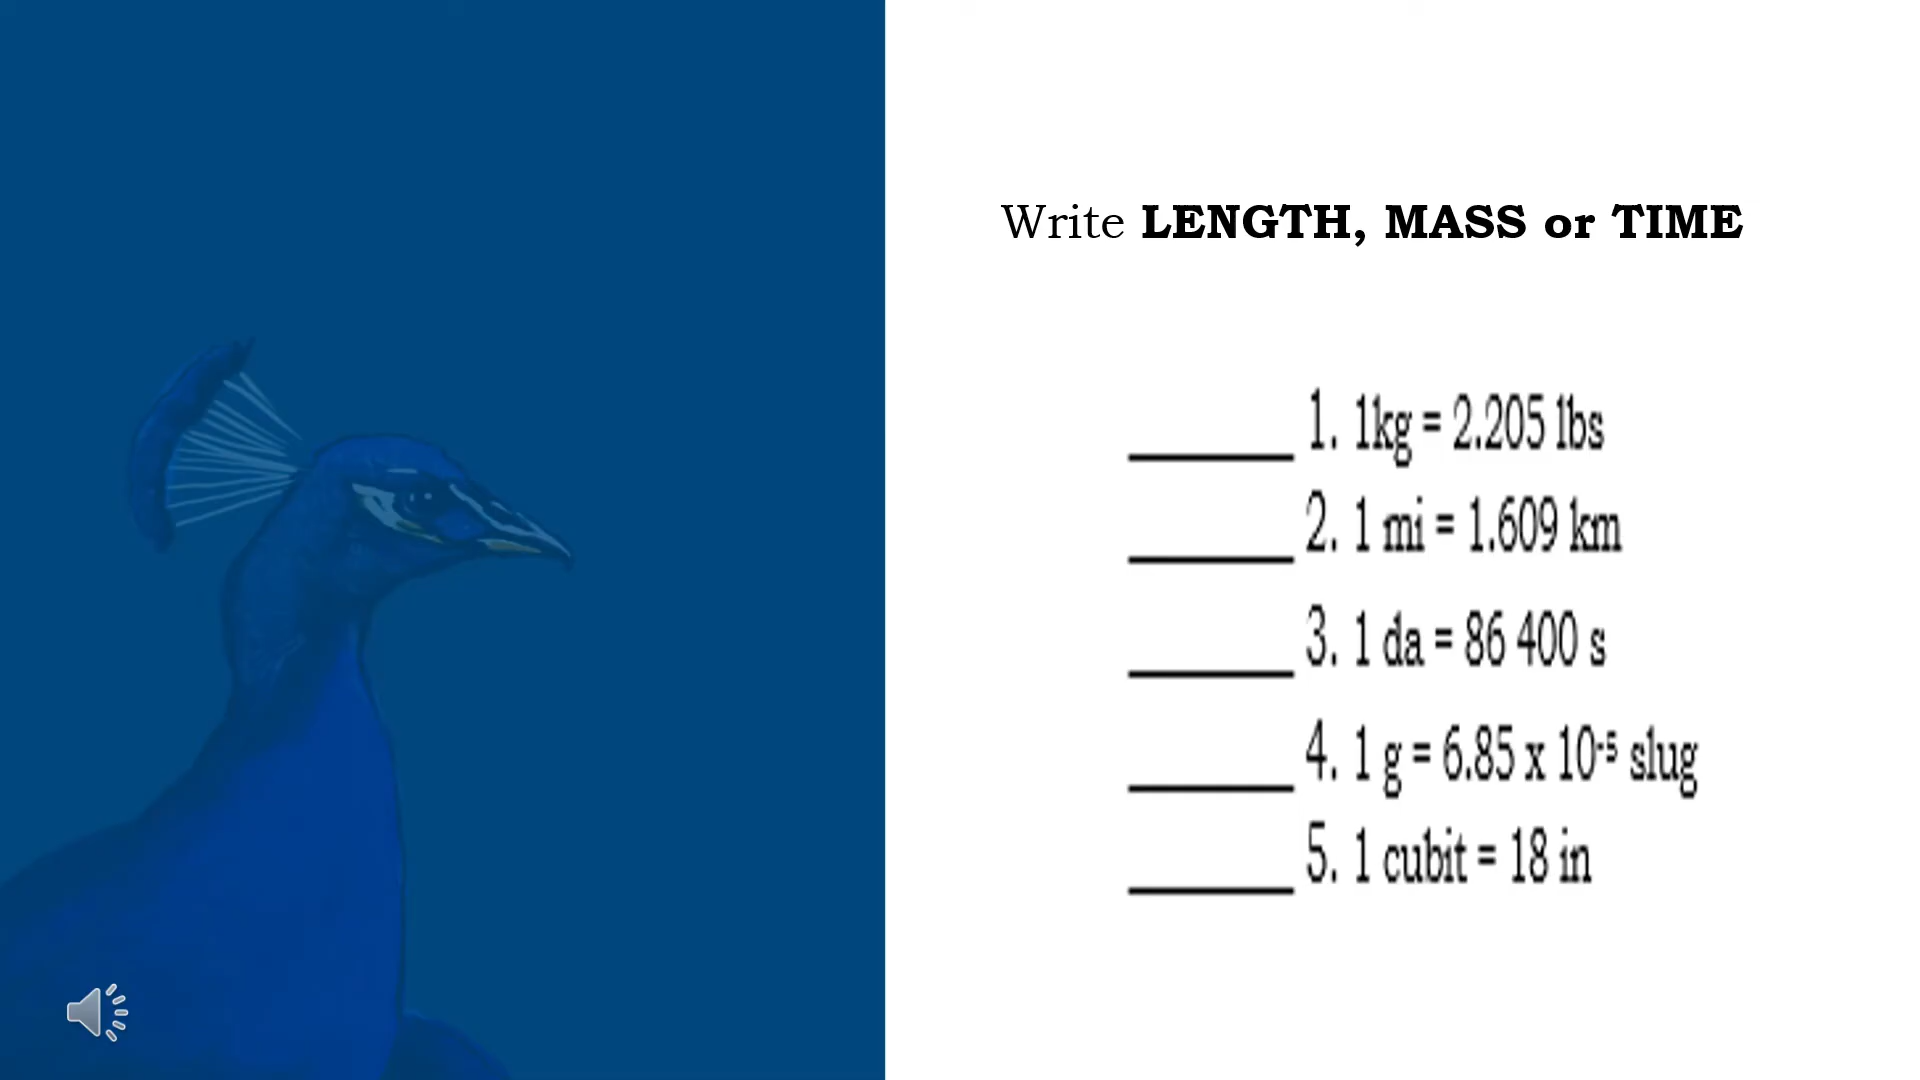 Write LENGTH, MASS or TIME
______ 1. 1kg = 2.205 lbs
______ 2. 1 mi = 1.609 km
______ 3. 1 da = 86 400 s
______ 4. 1 g = 6.85 x 10⁻⁵ slug
______ 5. 1 cubit = 18 in